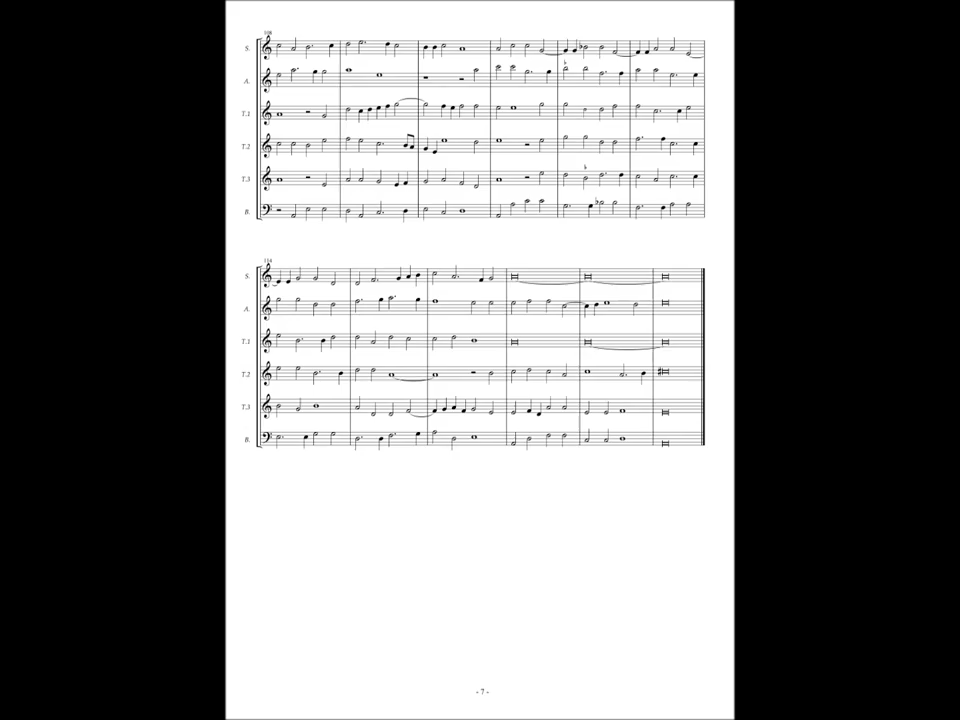 108
S.
A.
T.1
T.2
T.3
B.
114
S.
A.
T.1
T.2
T.3
B.
- 7 -